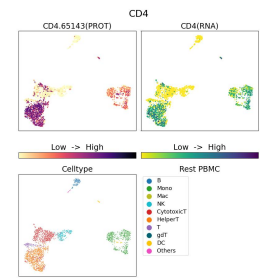 CD4
CD4.65143(PROT)
CD4(RNA)
Low -> High
Low -> High
Celltype
Rest PBMC
B
Mono
Mac
NK
CytotoxicT
HelperT
T
gdT
DC
Others